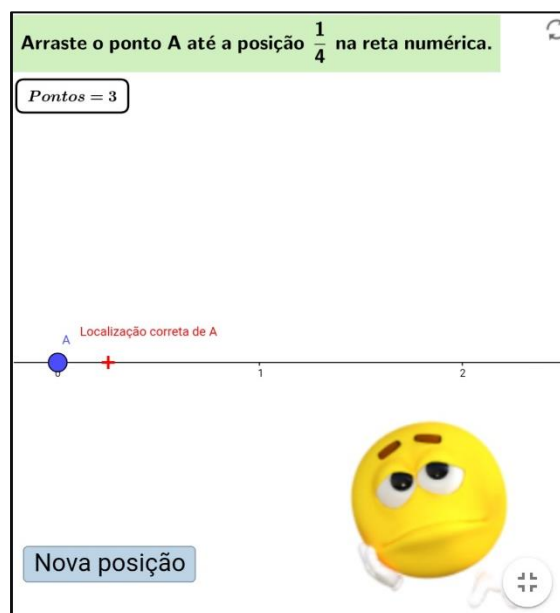 Arraste o ponto A até a posição 1/4 na reta numérica.
Pontos = 3
Localização correta de A
A
0
1
2
Nova posição